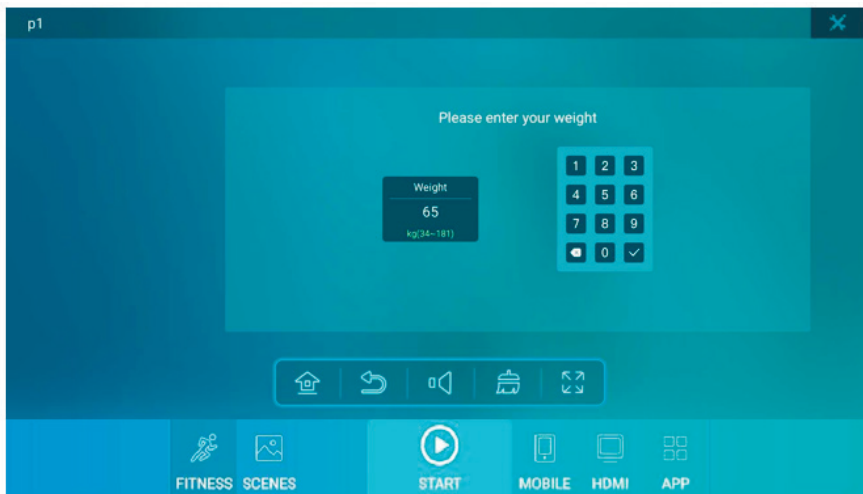 p1
Please enter your weight
Weight
65
kg(34~181)
1 2 3
4 5 6
7 8 9
0
FITNESS SCENES START MOBILE HDMI APP